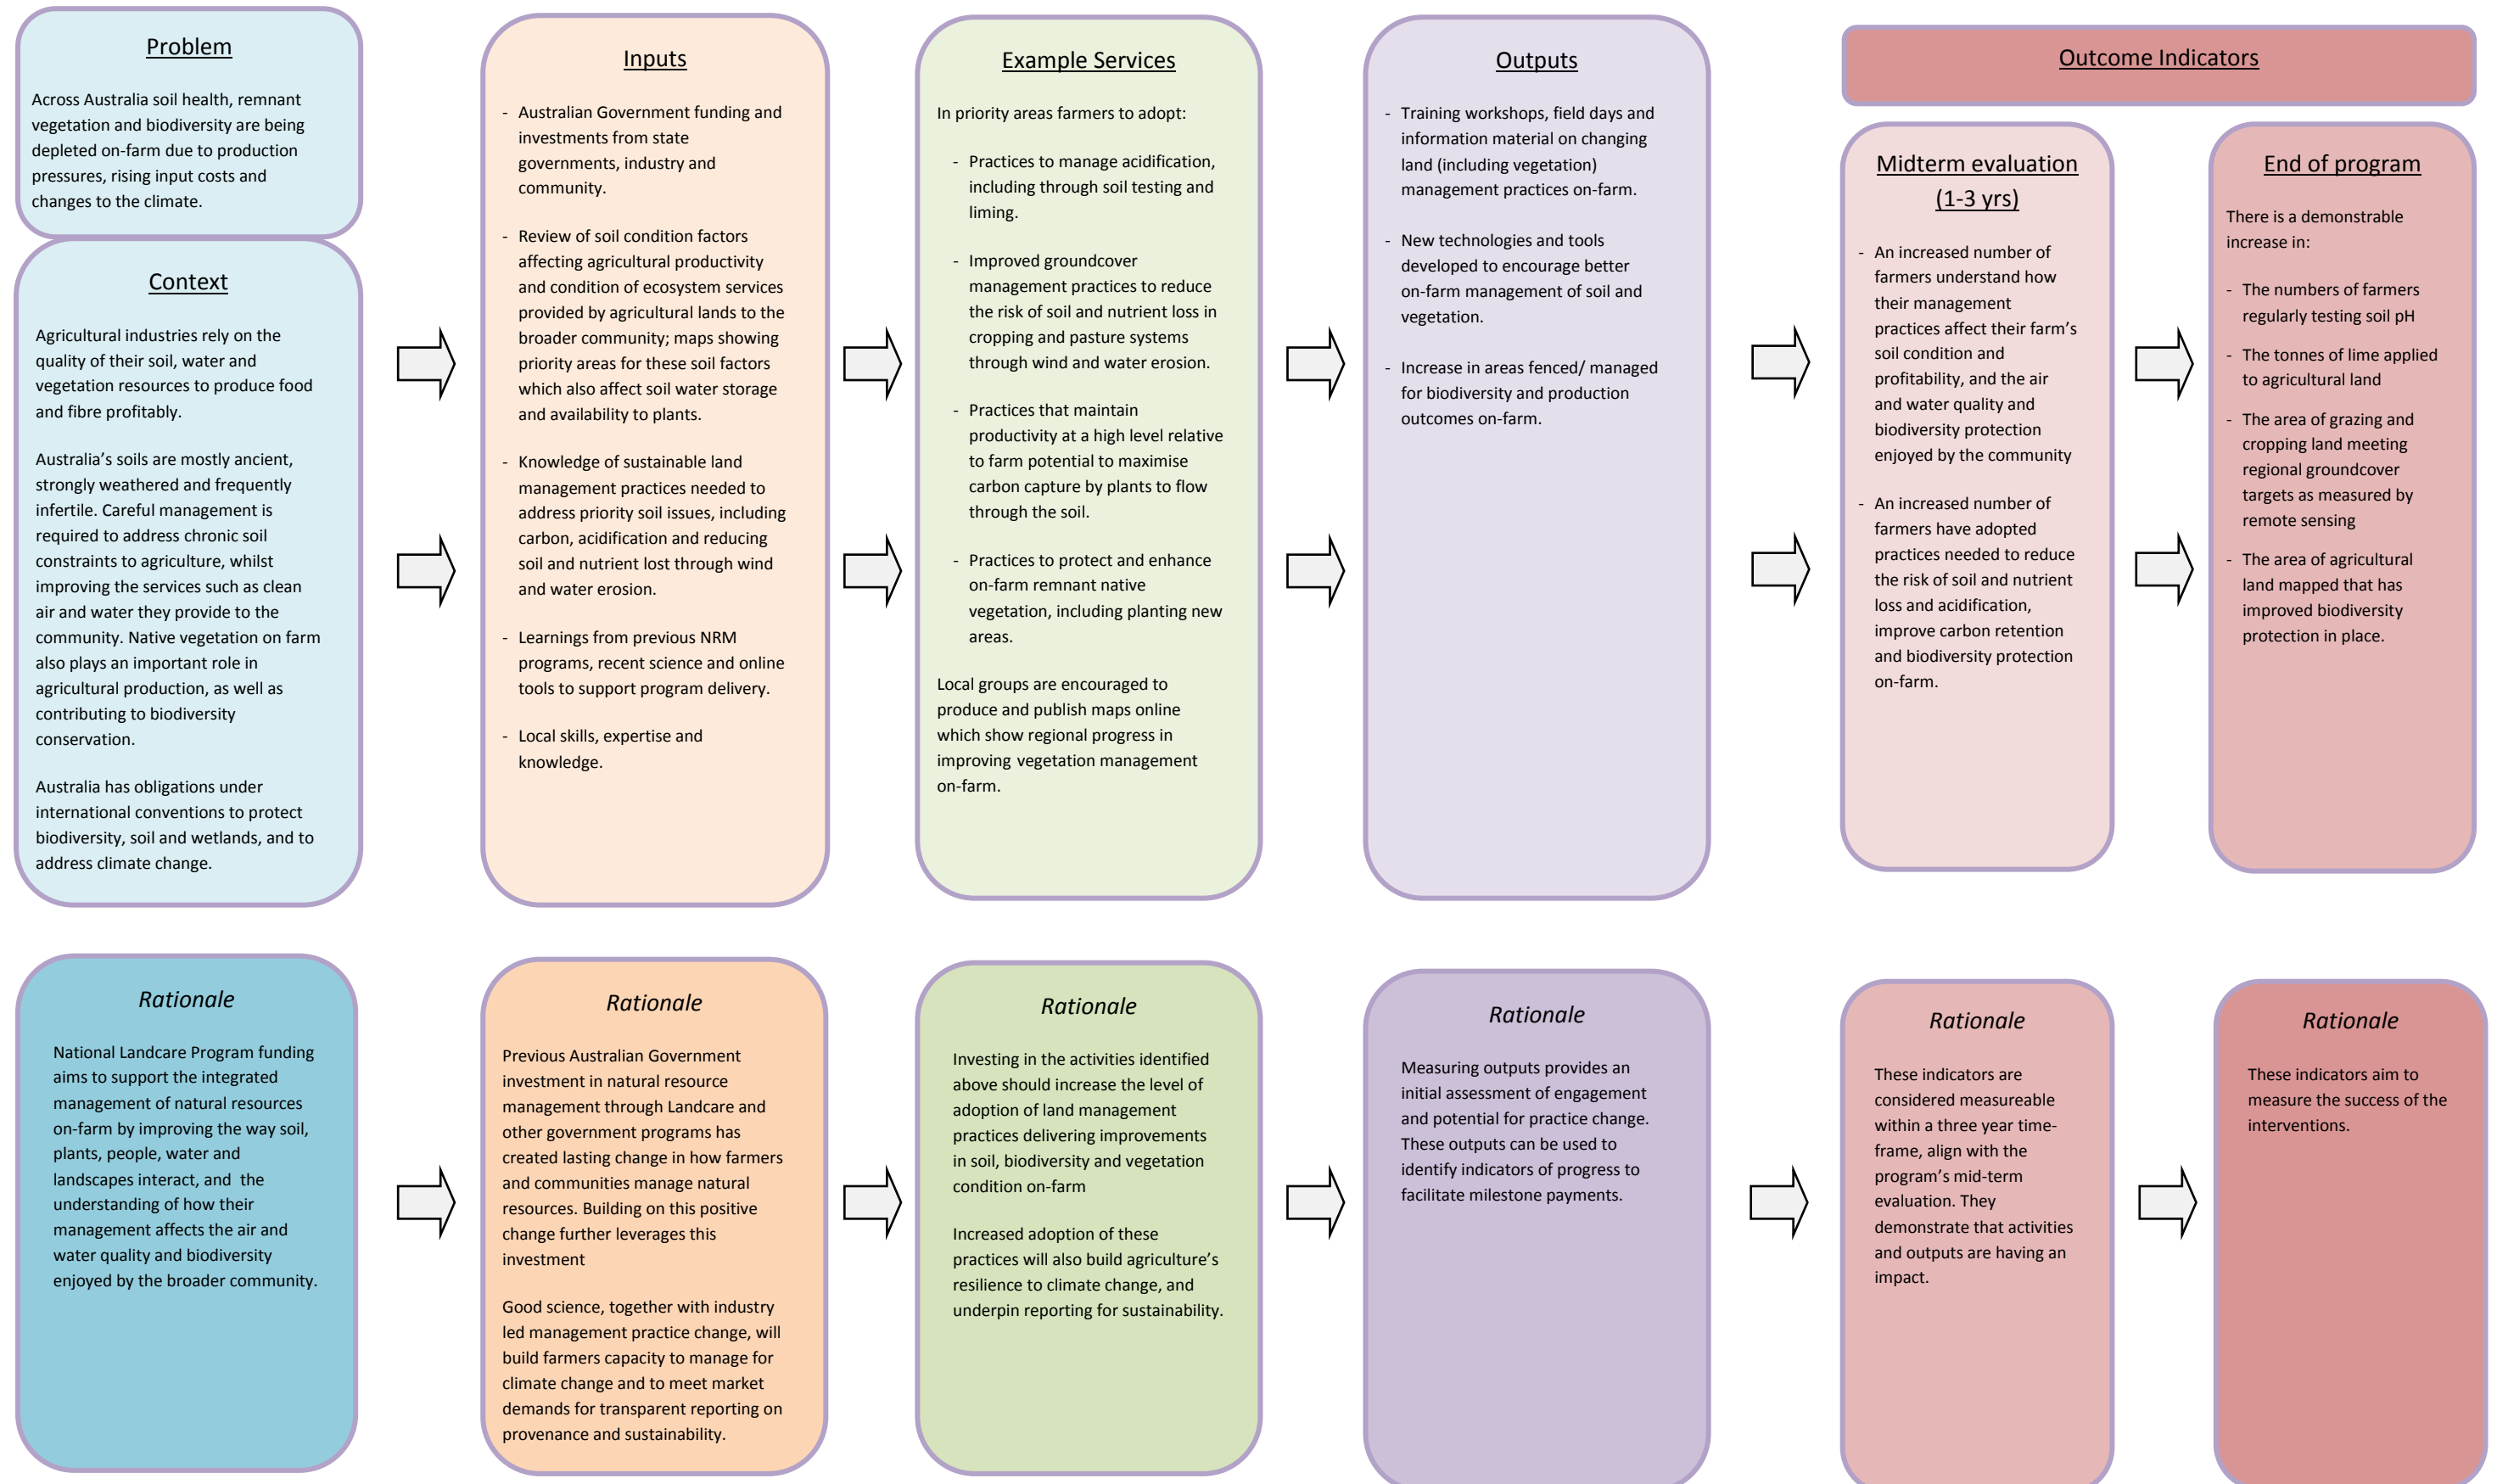 Problem
Across Australia soil health, remnant
vegetation and biodiversity are being
depleted on-farm due to production
pressures, rising input costs and
changes to the climate.
Context
Agricultural industries rely on the
quality of their soil, water and
vegetation resources to produce food
and fibre profitably.
Australia’s soils are mostly ancient,
strongly weathered and frequently
infertile. Careful management is
required to address chronic soil
constraints to agriculture, whilst
improving the services such as clean
air and water they provide to the
community. Native vegetation on farm
also plays an important role in
agricultural production, as well as
contributing to biodiversity
conservation.
Australia has obligations under
international conventions to protect
biodiversity, soil and wetlands, and to
address climate change.
Inputs
- Australian Government funding and
investments from state
governments, industry and
community.
- Review of soil condition factors
affecting agricultural productivity
and condition of ecosystem services
provided by agricultural lands to the
broader community; maps showing
priority areas for these soil factors
which also affect soil water storage
and availability to plants.
- Knowledge of sustainable land
management practices needed to
address priority soil issues, including
carbon, acidification and reducing
soil and nutrient lost through wind
and water erosion.
- Learnings from previous NRM
programs, recent science and online
tools to support program delivery.
- Local skills, expertise and
knowledge.
Example Services
In priority areas farmers to adopt:
- Practices to manage acidification,
including through soil testing and
liming.
- Improved groundcover
management practices to reduce
the risk of soil and nutrient loss in
cropping and pasture systems
through wind and water erosion.
- Practices that maintain
productivity at a high level relative
to farm potential to maximise
carbon capture by plants to flow
through the soil.
- Practices to protect and enhance
on-farm remnant native
vegetation, including planting new
areas.
Local groups are encouraged to
produce and publish maps online
which show regional progress in
improving vegetation management
on-farm.
Outputs
- Training workshops, field days and
information material on changing
land (including vegetation)
management practices on-farm.
- New technologies and tools
developed to encourage better
on-farm management of soil and
vegetation.
- Increase in areas fenced/ managed
for biodiversity and production
outcomes on-farm.
Outcome Indicators
Midterm evaluation
(1-3 yrs)
- An increased number of
farmers understand how
their management
practices affect their farm’s
soil condition and
profitability, and the air
and water quality and
biodiversity protection
enjoyed by the community
- An increased number of
farmers have adopted
practices needed to reduce
the risk of soil and nutrient
loss and acidification,
improve carbon retention
and biodiversity protection
on-farm.
End of program
There is a demonstrable
increase in:
- The numbers of farmers
regularly testing soil pH
- The tonnes of lime applied
to agricultural land
- The area of grazing and
cropping land meeting
regional groundcover
targets as measured by
remote sensing
- The area of agricultural
land mapped that has
improved biodiversity
protection in place.
Rationale
National Landcare Program funding
aims to support the integrated
management of natural resources
on-farm by improving the way soil,
plants, people, water and
landscapes interact, and the
understanding of how their
management affects the air and
water quality and biodiversity
enjoyed by the broader community.
Rationale
Previous Australian Government
investment in natural resource
management through Landcare and
other government programs has
created lasting change in how farmers
and communities manage natural
resources. Building on this positive
change further leverages this
investment
Good science, together with industry
led management practice change, will
build farmers capacity to manage for
climate change and to meet market
demands for transparent reporting on
provenance and sustainability.
Rationale
Investing in the activities identified
above should increase the level of
adoption of land management
practices delivering improvements
in soil, biodiversity and vegetation
condition on-farm
Increased adoption of these
practices will also build agriculture’s
resilience to climate change, and
underpin reporting for sustainability.
Rationale
Measuring outputs provides an
initial assessment of engagement
and potential for practice change.
These outputs can be used to
identify indicators of progress to
facilitate milestone payments.
Rationale
These indicators are
considered measureable
within a three year time-
frame, align with the
program’s mid-term
evaluation. They
demonstrate that activities
and outputs are having an
impact.
Rationale
These indicators aim to
measure the success of the
interventions.